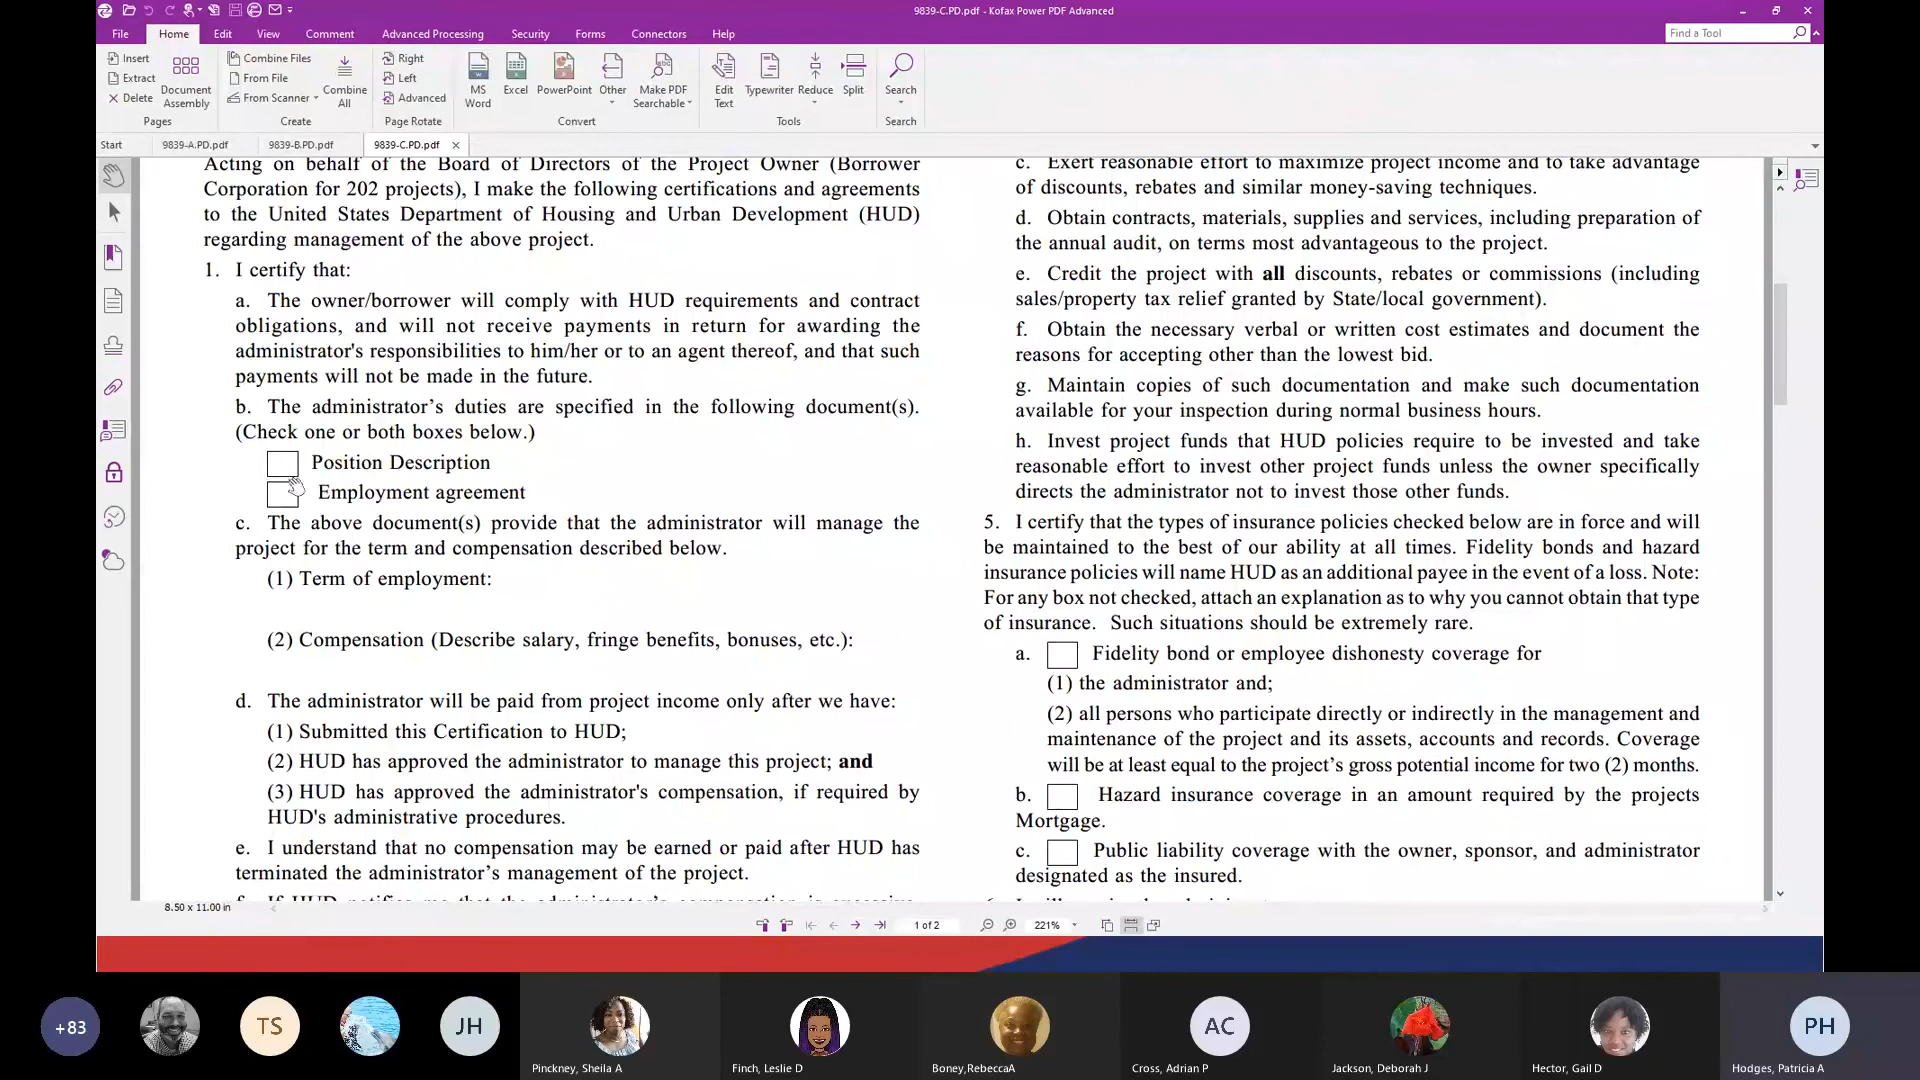 9839-C.PD.pdf - Kofax Power PDF Advanced
File Home Edit View Comment Advanced Processing Security Forms Connectors Help
Find a Tool
Insert
Extract
Delete
Document
Assembly
Pages
Combine Files
From File
From Scanner
Combine
All
Create
Right
Left
Advanced
Page Rotate
MS
Word
Excel
PowerPoint
Other
Make PDF
Searchable
Convert
Edit
Text
Typewriter
Reduce
Split
Tools
Search
Search
Start 9839-A.PD.pdf 9839-B.PD.pdf 9839-C.PD.pdf
Acting on behalf of the Board of Directors of the Project Owner (Borrower
Corporation for 202 projects), I make the following certifications and agreements
to the United States Department of Housing and Urban Development (HUD)
regarding management of the above project.
1. I certify that:
a. The owner/borrower will comply with HUD requirements and contract
obligations, and will not receive payments in return for awarding the
administrator's responsibilities to him/her or to an agent thereof, and that such
payments will not be made in the future.
b. The administrator’s duties are specified in the following document(s).
(Check one or both boxes below.)
Position Description
Employment agreement
c. The above document(s) provide that the administrator will manage the
project for the term and compensation described below.
(1) Term of employment:
(2) Compensation (Describe salary, fringe benefits, bonuses, etc.):
d. The administrator will be paid from project income only after we have:
(1) Submitted this Certification to HUD;
(2) HUD has approved the administrator to manage this project; and
(3) HUD has approved the administrator's compensation, if required by
HUD's administrative procedures.
e. I understand that no compensation may be earned or paid after HUD has
terminated the administrator’s management of the project.
f. If HUD notifies me that the administrator’s compensation is excessive,
c. Exert reasonable effort to maximize project income and to take advantage
of discounts, rebates and similar money-saving techniques.
d. Obtain contracts, materials, supplies and services, including preparation of
the annual audit, on terms most advantageous to the project.
e. Credit the project with all discounts, rebates or commissions (including
sales/property tax relief granted by State/local government).
f. Obtain the necessary verbal or written cost estimates and document the
reasons for accepting other than the lowest bid.
g. Maintain copies of such documentation and make such documentation
available for your inspection during normal business hours.
h. Invest project funds that HUD policies require to be invested and take
reasonable effort to invest other project funds unless the owner specifically
directs the administrator not to invest those other funds.
5. I certify that the types of insurance policies checked below are in force and will
be maintained to the best of our ability at all times. Fidelity bonds and hazard
insurance policies will name HUD as an additional payee in the event of a loss. Note:
For any box not checked, attach an explanation as to why you cannot obtain that type
of insurance. Such situations should be extremely rare.
a. Fidelity bond or employee dishonesty coverage for
(1) the administrator and;
(2) all persons who participate directly or indirectly in the management and
maintenance of the project and its assets, accounts and records. Coverage
will be at least equal to the project’s gross potential income for two (2) months.
b. Hazard insurance coverage in an amount required by the projects
Mortgage.
c. Public liability coverage with the owner, sponsor, and administrator
designated as the insured.
8.50 x 11.00 in
1 of 2
221%
+83
TS
JH
AC
PH
Pinckney, Sheila A
Finch, Leslie D
Boney,RebeccaA
Cross, Adrian P
Jackson, Deborah J
Hector, Gail D
Hodges, Patricia A